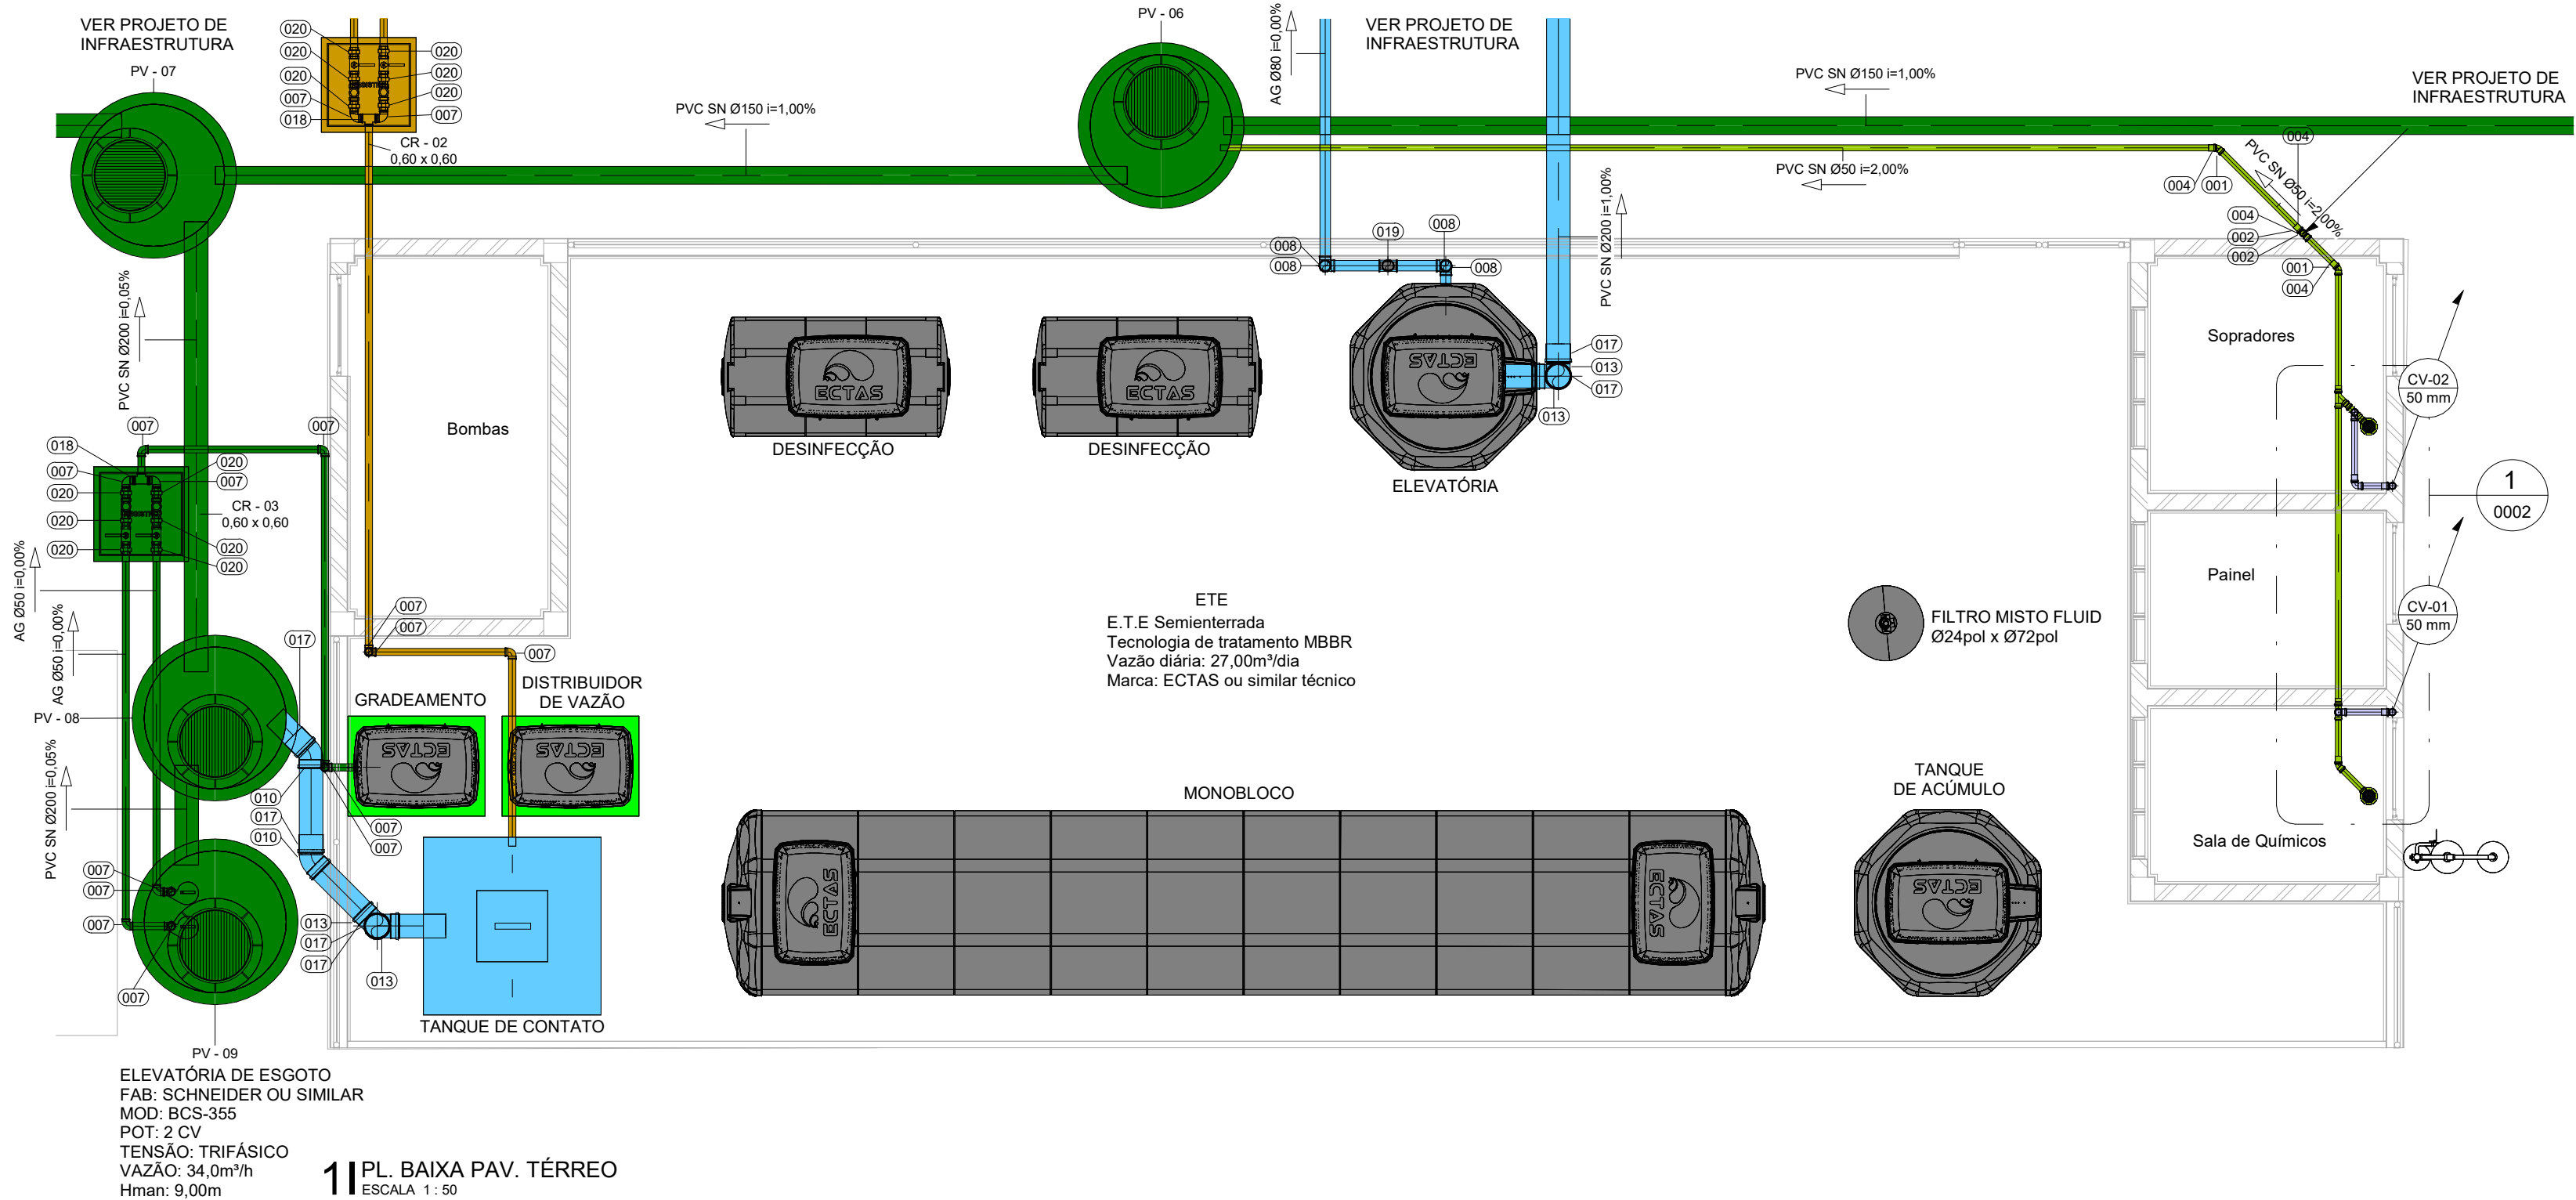 VER PROJETO DE
INFRAESTRUTURA
PV - 07
020
020
020
007
018
020
020
020
007
CR - 02
0,60 x 0,60
PVC SN Ø150 i=1,00%
PV - 06
AG Ø80 i=0,00%
VER PROJETO DE
INFRAESTRUTURA
PVC SN Ø150 i=1,00%
VER PROJETO DE
INFRAESTRUTURA
PVC SN Ø50 i=2,00%
PVC SN Ø200 i=1,00%
004
PVC SN Ø50 i=2,00%
004
001
004
002
002
001
004
008
008
019
008
008
PVC SN Ø200 i=0,05%
Bombas
ECTAS
DESINFECÇÃO
ECTAS
DESINFECÇÃO
ECTAS
ELEVATÓRIA
017
013
017
013
Sopradores
CV-02
50 mm
1
0002
Painel
CV-01
50 mm
Sala de Químicos
007
007
018
007
020
020
020
020
007
020
020
CR - 03
0,60 x 0,60
AG Ø50 i=0,00%
AG Ø50 i=0,00%
007
007
007
017
PV - 08
PVC SN Ø200 i=0,05%
GRADEAMENTO
ECTAS
DISTRIBUIDOR
DE VAZÃO
ECTAS
010
017
010
007
007
007
007
007
007
013
017
017
013
TANQUE DE CONTATO
ETE
E.T.E Semienterrada
Tecnologia de tratamento MBBR
Vazão diária: 27,00m³/dia
Marca: ECTAS ou similar técnico
FILTRO MISTO FLUID
Ø24pol x Ø72pol
MONOBLOCO
ECTAS
ECTAS
TANQUE
DE ACÚMULO
ECTAS
PV - 09
ELEVATÓRIA DE ESGOTO
FAB: SCHNEIDER OU SIMILAR
MOD: BCS-355
POT: 2 CV
TENSÃO: TRIFÁSICO
VAZÃO: 34,0m³/h
Hman: 9,00m
1 PL. BAIXA PAV. TÉRREO
ESCALA 1 : 50